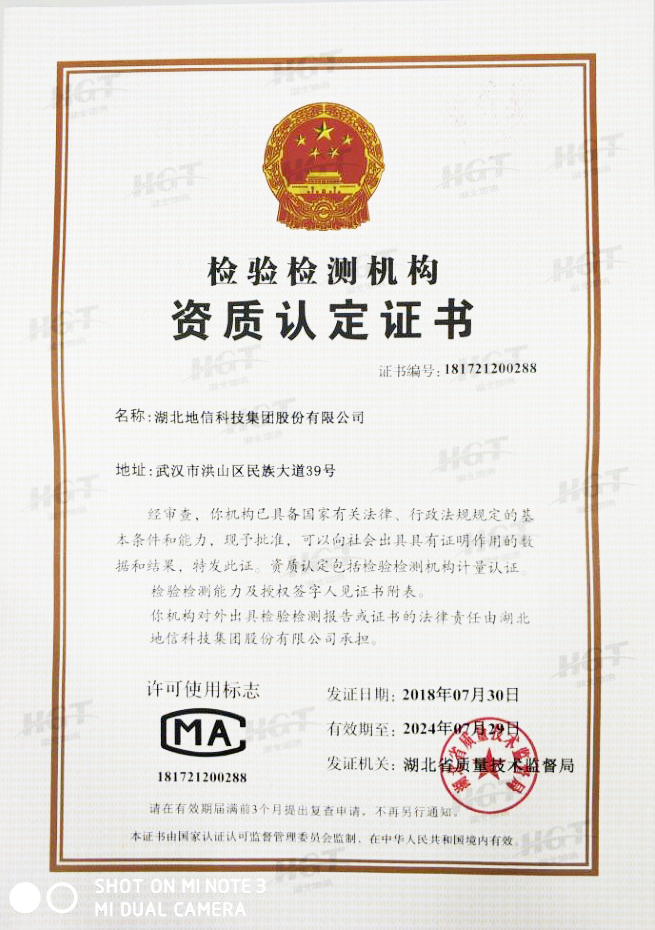 检验检测机构
资质认定证书
证书编号:181721200288
名称:湖北地信科技集团股份有限公司
地址:武汉市洪山区民族大道39号
经审查,你机构已具备国家有关法律、行政法规规定的基
本条件和能力,现予批准,可以向社会出具具有证明作用的数
据和结果,特发此证。资质认定包括检验检测机构计量认证。
检验检测能力及授权签字人见证书附表。
你机构对外出具检验检测报告或证书的法律责任由湖北
地信科技集团股份有限公司承担。
许可使用标志
MA
181721200288
发证日期:2018年07月30日
有效期至:2024年07月29日
发证机关:湖北省质量技术监督局
湖北省质量技术监督局
请在有效期届满前3个月提出复查申请,不再另行通知。
本证书由国家认证认可监督管理委员会监制,在中华人民共和国境内有效。
HGT
SHOT ON MI NOTE 3
MI DUAL CAMERA